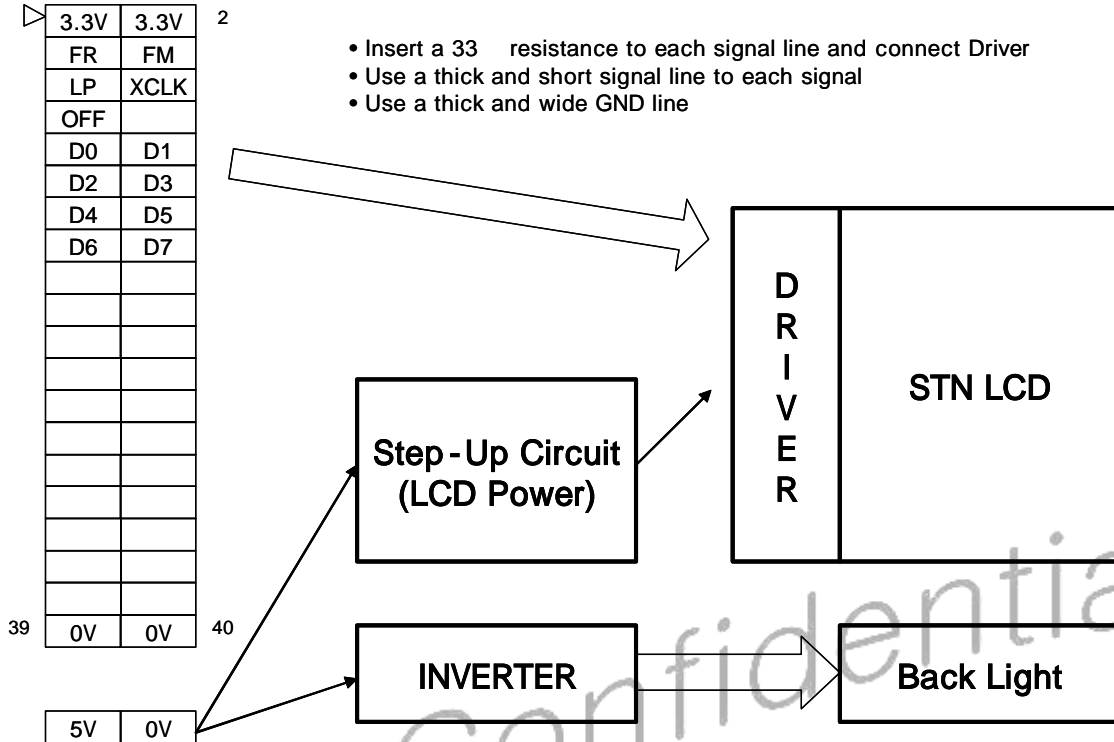 3.3V 3.3V 2
FR FM
LP XCLK
OFF
D0 D1
D2 D3
D4 D5
D6 D7
39 0V 0V 40
5V 0V
• Insert a 33 resistance to each signal line and connect Driver
• Use a thick and short signal line to each signal
• Use a thick and wide GND line
DRIVER
STN LCD
Step-Up Circuit
(LCD Power)
INVERTER
Back Light
Confidentia